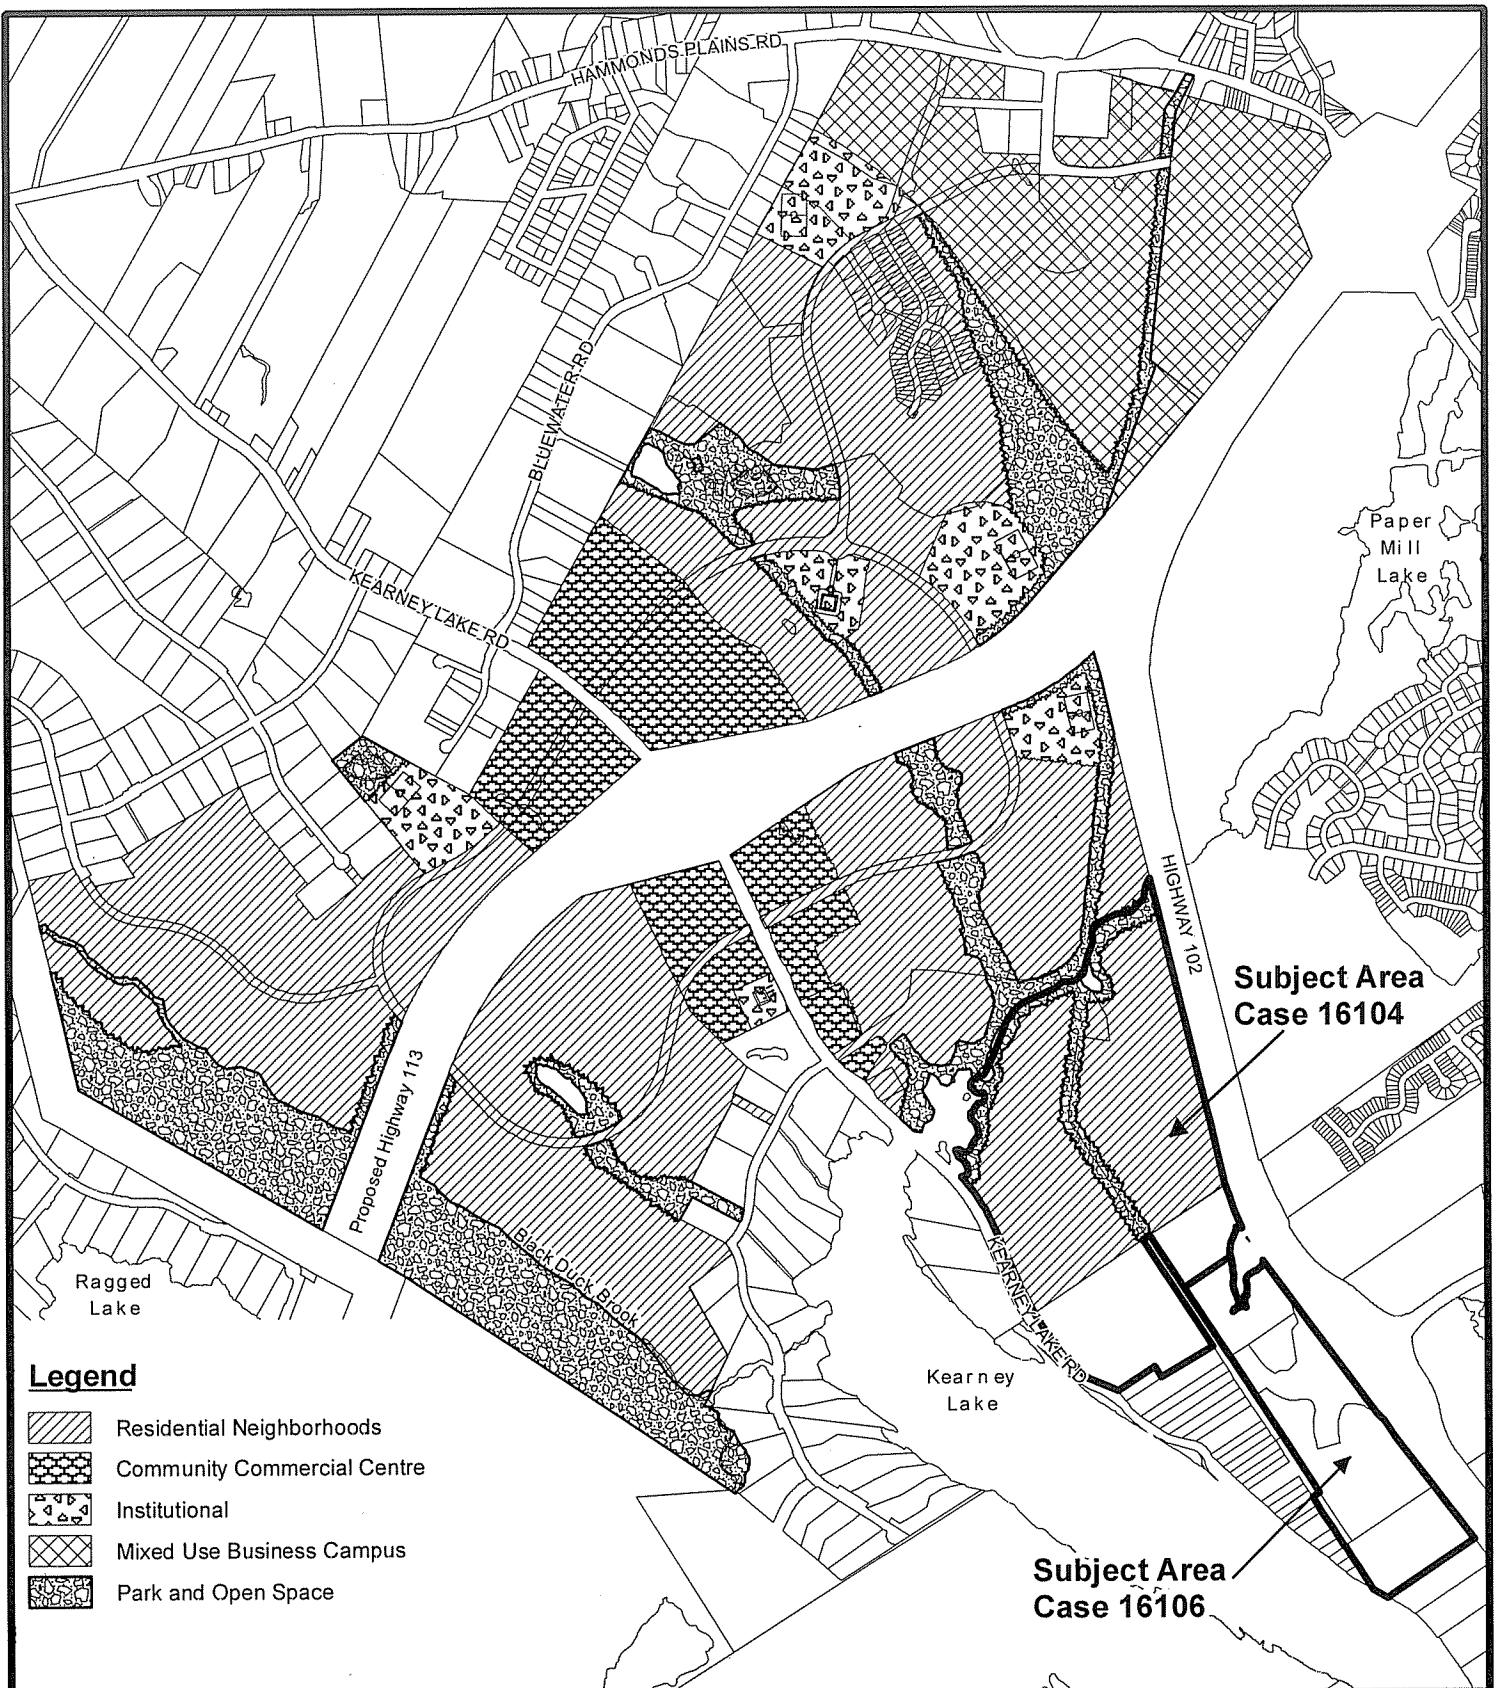 HAMMONDS PLAINS RD
BLUEWATER RD
Paper
Mill
Lake
KEARNEY LAKE RD
HIGHWAY 102
Subject Area
Case 16104
Proposed Highway 113
Black Duck Brook
Ragged
Lake
KEARNEY LAKE RD
Kearney
Lake
Legend
Residential Neighborhoods
Community Commercial Centre
Institutional
Mixed Use Business Campus
Park and Open Space
Subject Area
Case 16106